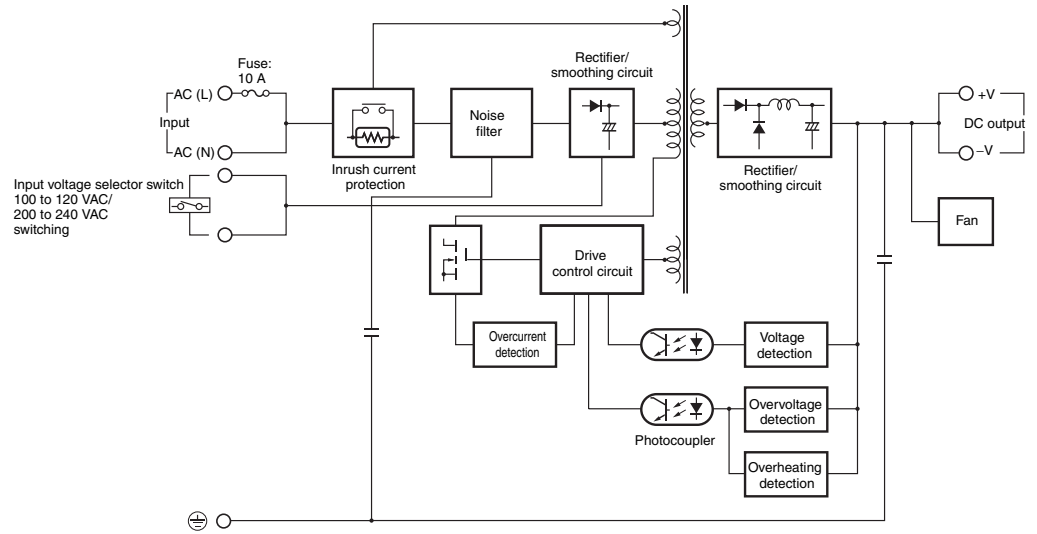 Fuse:
10 A
AC (L)
Input
AC (N)
Input voltage selector switch
100 to 120 VAC/
200 to 240 VAC
switching
Inrush current
protection
Noise
filter
Rectifier/
smoothing circuit
Rectifier/
smoothing circuit
+V
DC output
−V
Fan
Drive
control circuit
Overcurrent
detection
Voltage
detection
Overvoltage
detection
Photocoupler
Overheating
detection